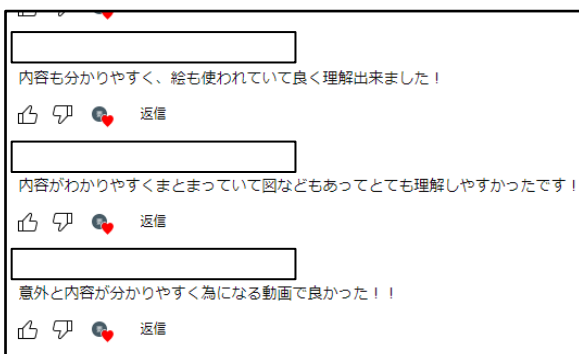 内容も分かりやすく、絵も使われていて良く理解出来ました！
返信
内容がわかりやすくまとまっていて図などもあってとても理解しやすかったです！
返信
意外と内容が分かりやすく為になる動画で良かった！！
返信